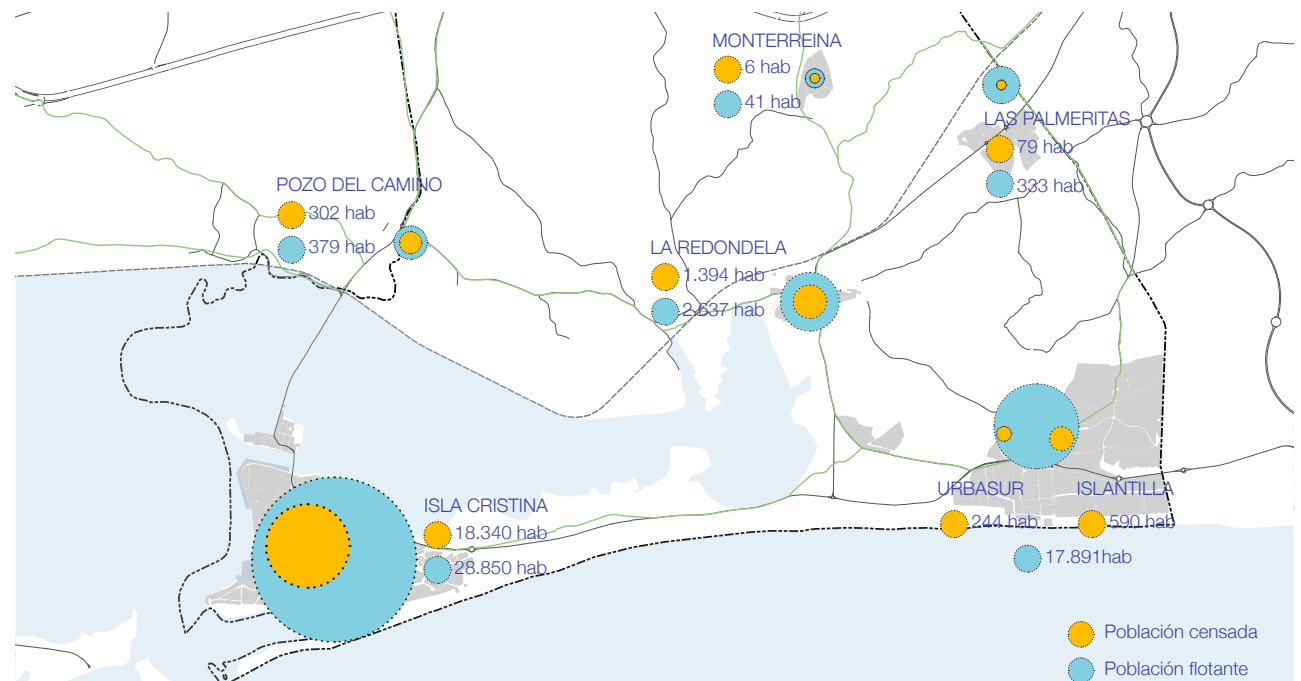 MONTERREINA
6 hab
41 hab
LAS PALMERITAS
79 hab
333 hab
POZO DEL CAMINO
302 hab
379 hab
LA REDONDELA
1.394 hab
2.637 hab
ISLA CRISTINA
18.340 hab
28.850 hab
URBASUR
244 hab
ISLANTILLA
590 hab
17.891hab
Población censada
Población flotante